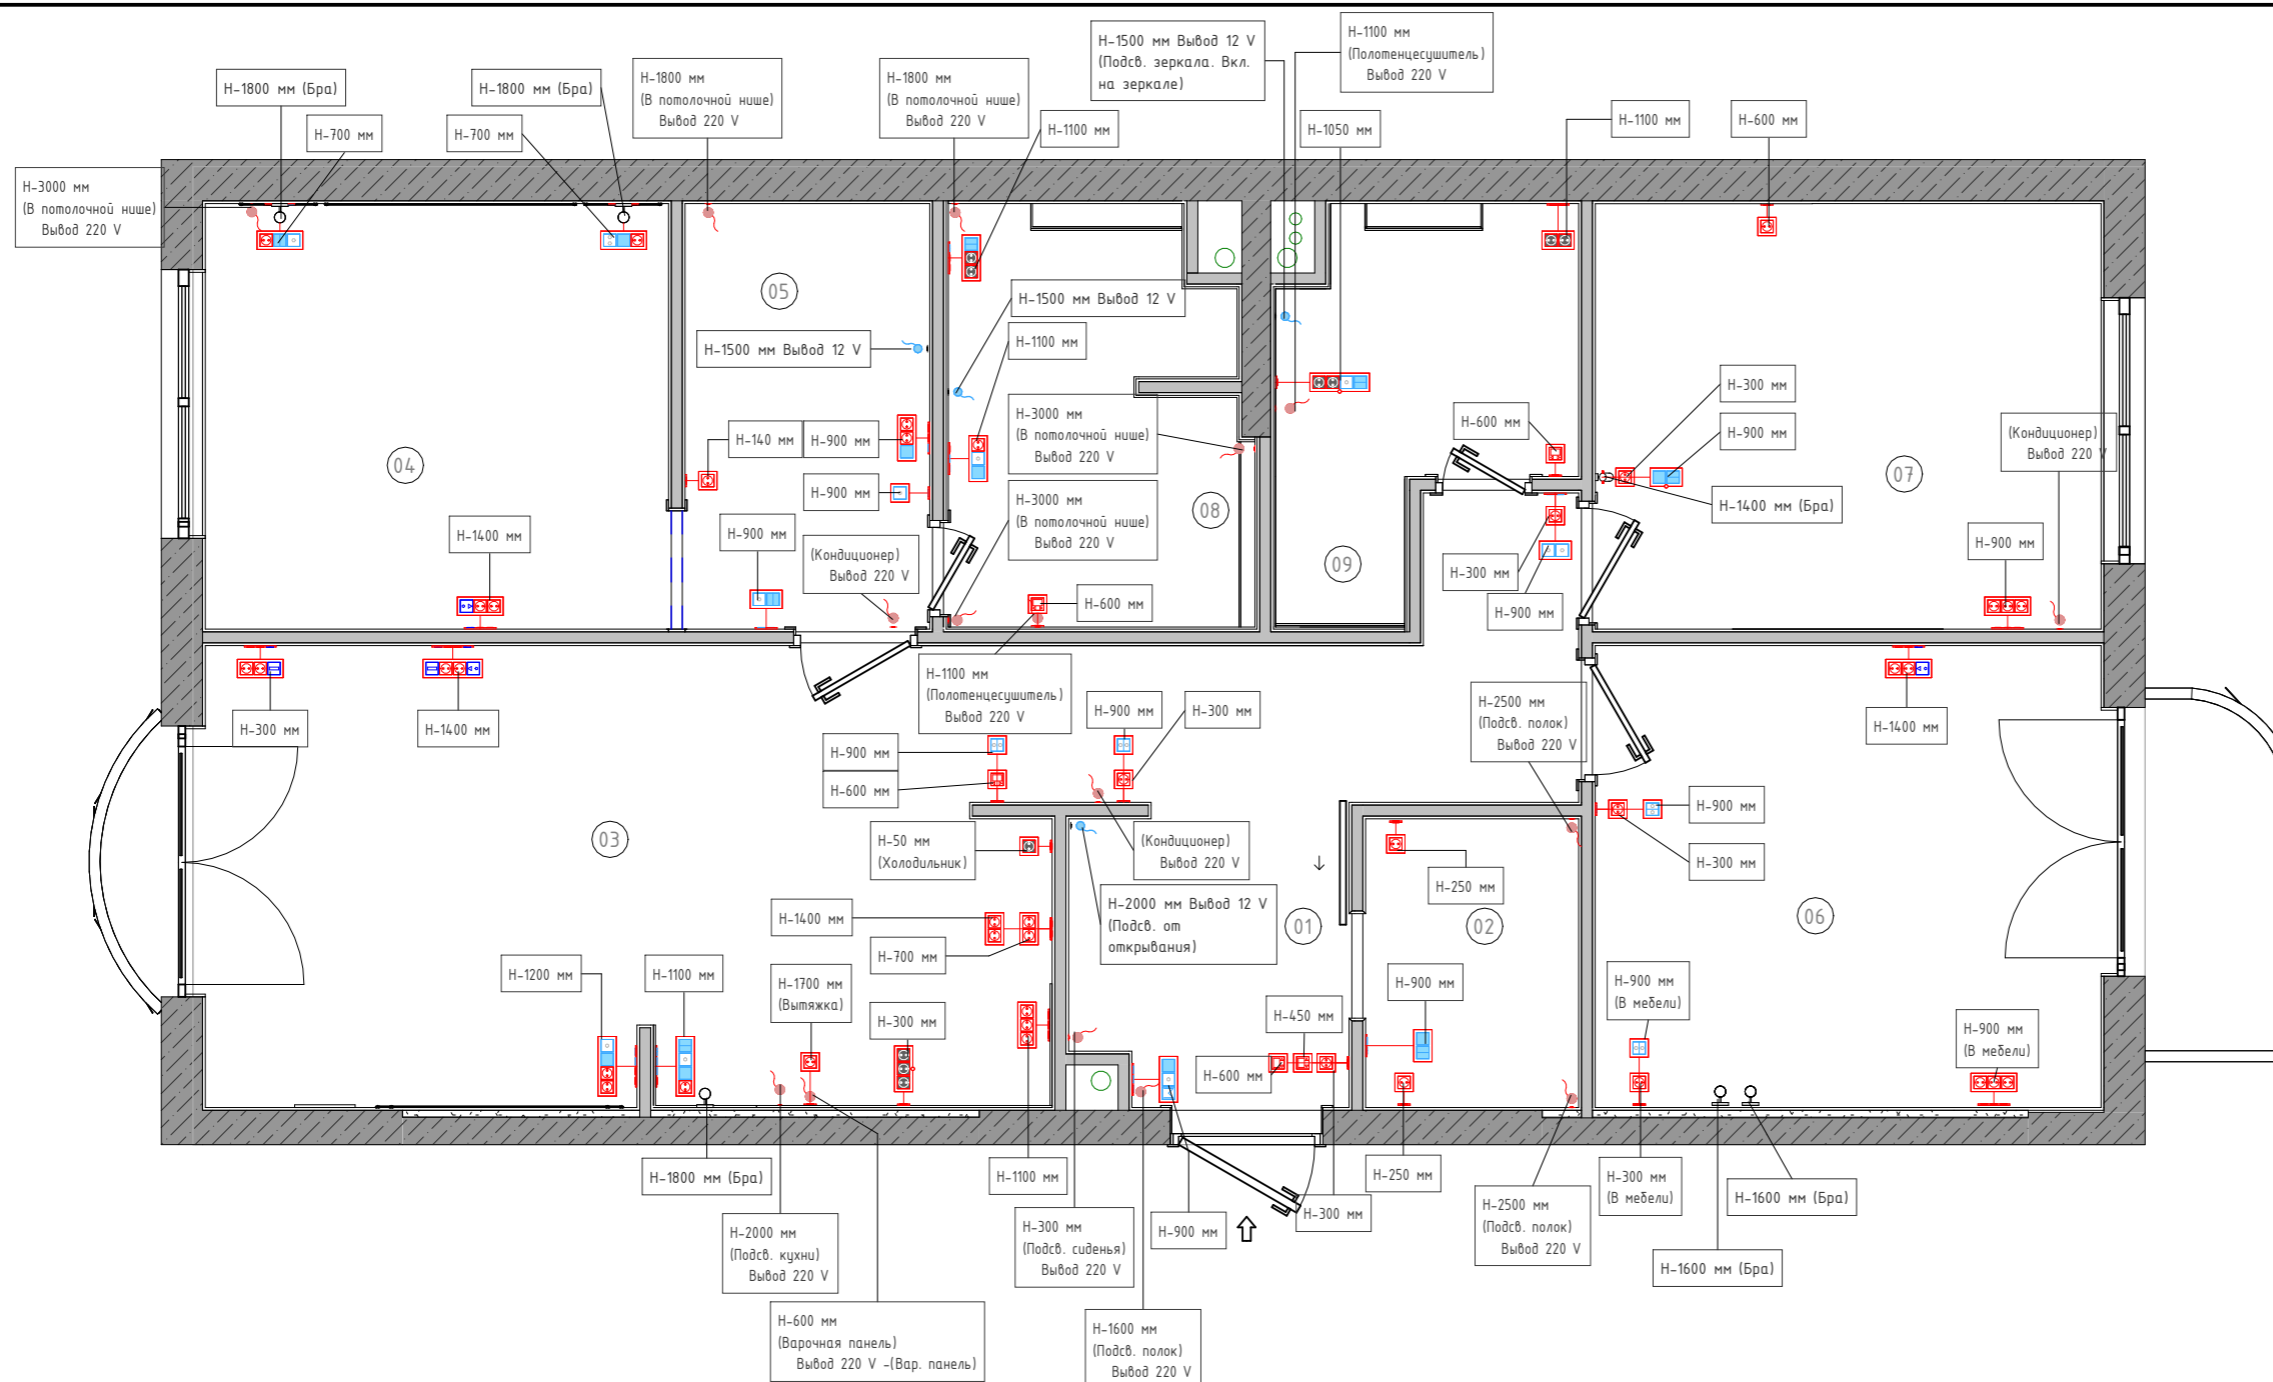 Н-1800 мм (Бра)
Н-700 мм
Н-1800 мм (Бра)
Н-700 мм
Н-1800 мм
(В потолочной нише)
Вывод 220 V
Н-1800 мм
(В потолочной нише)
Вывод 220 V
Н-1100 мм
Н-1500 мм Вывод 12 V
(Подсв. зеркала. Вкл.
на зеркале)
Н-1100 мм
(Полотенцесушитель)
Вывод 220 V
Н-1050 мм
Н-1100 мм
Н-600 мм
Н-3000 мм
(В потолочной нише)
Вывод 220 V
05
Н-1500 мм Вывод 12 V
Н-1500 мм Вывод 12 V
Н-1100 мм
Н-140 мм
Н-900 мм
Н-900 мм
Н-3000 мм
(В потолочной нише)
Вывод 220 V
Н-3000 мм
(В потолочной нише)
Вывод 220 V
04
08
Н-1400 мм
Н-900 мм
(Кондиционер)
Вывод 220 V
Н-600 мм
09
Н-600 мм
Н-300 мм
Н-900 мм
Н-300 мм
Н-900 мм
Н-1400 мм (Бра)
(Кондиционер)
Вывод 220 V
07
Н-900 мм
Н-300 мм
Н-1400 мм
Н-1100 мм
(Полотенцесушитель)
Вывод 220 V
Н-900 мм
Н-600 мм
Н-900 мм
Н-300 мм
Н-2500 мм
(Подсв. полок)
Вывод 220 V
Н-1400 мм
Н-900 мм
Н-300 мм
03
Н-50 мм
(Холодильник)
(Кондиционер)
Вывод 220 V
Н-2000 мм Вывод 12 V
(Подсв. от
открывания)
01
Н-250 мм
02
06
Н-1400 мм
Н-700 мм
Н-1200 мм
Н-1100 мм
Н-1700 мм
(Вытяжка)
Н-300 мм
Н-450 мм
Н-600 мм
Н-900 мм
Н-900 мм
(В мебели)
Н-900 мм
(В мебели)
Н-1800 мм (Бра)
Н-1100 мм
Н-2000 мм
(Подсв. кухни)
Вывод 220 V
Н-300 мм
(Подсв. сиденья)
Вывод 220 V
Н-900 мм
Н-300 мм
Н-250 мм
Н-2500 мм
(Подсв. полок)
Вывод 220 V
Н-300 мм
(В мебели)
Н-1600 мм (Бра)
Н-1600 мм (Бра)
Н-600 мм
(Варочная панель)
Вывод 220 V -(Вар. панель)
Н-1600 мм
(Подсв. полок)
Вывод 220 V